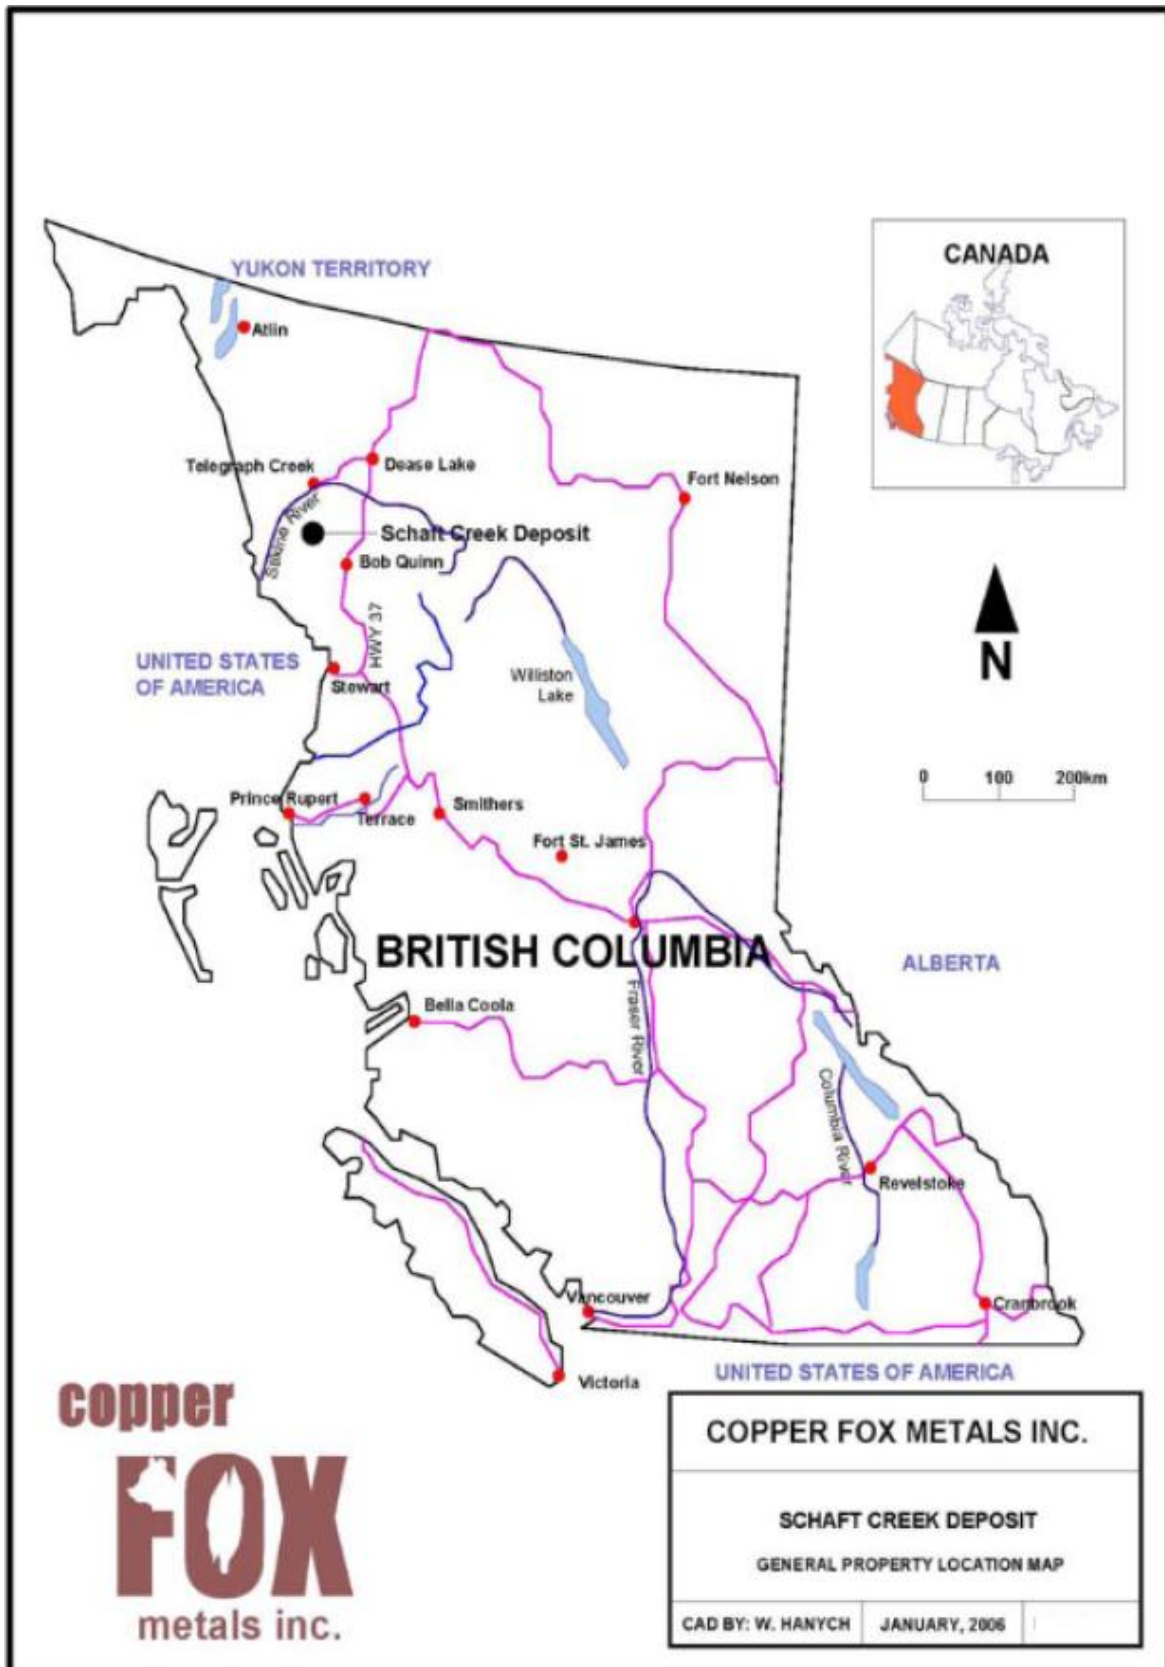 CANADA
YUKON TERRITORY
Atlin
Telegraph Creek
Dease Lake
Fort Nelson
Stikine River
Schaft Creek Deposit
Bob Quinn
HWY 37
N
UNITED STATES
OF AMERICA
Stewart
Williston
Lake
0 100 200km
Prince Rupert
Terrace
Smithers
Fort St. James
BRITISH COLUMBIA
ALBERTA
Bella Coola
Fraser River
Columbia River
Revelstoke
Vancouver
Cranbrook
Victoria
UNITED STATES OF AMERICA
copper
FOX
metals inc.
COPPER FOX METALS INC.
SCHAFT CREEK DEPOSIT
GENERAL PROPERTY LOCATION MAP
CAD BY: W. HANYCH
JANUARY, 2006